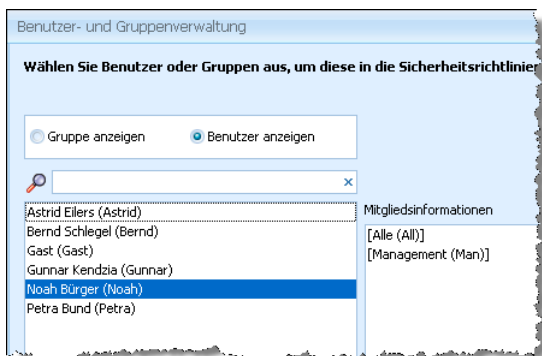 Benutzer- und Gruppenverwaltung
Wählen Sie Benutzer oder Gruppen aus, um diese in die Sicherheitsrichtlinien
Gruppe anzeigen
Benutzer anzeigen
Astrid Eilers (Astrid)
Bernd Schlegel (Bernd)
Gast (Gast)
Gunnar Kendzia (Gunnar)
Noah Bürger (Noah)
Petra Bund (Petra)
Mitgliedsinformationen
[Alle (All)]
[Management (Man)]